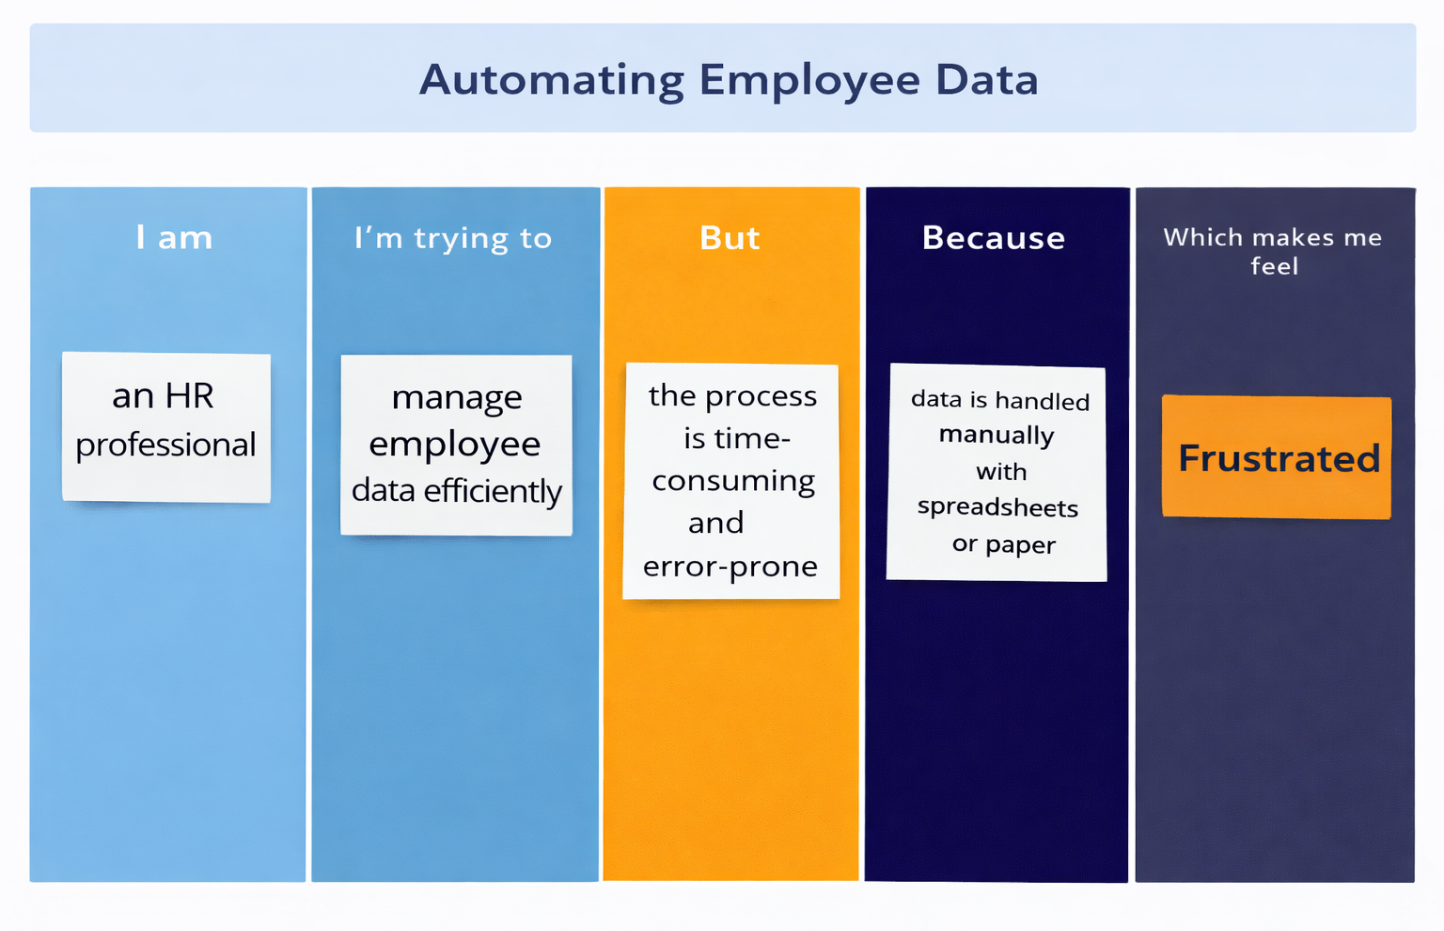 Automating Employee Data
I am
an HR
professional
I'm trying to
manage
employee
data efficiently
But
the process
is time-
consuming
and
error-prone
Because
data is handled
manually
with
spreadsheets
or paper
Which makes me
feel
Frustrated